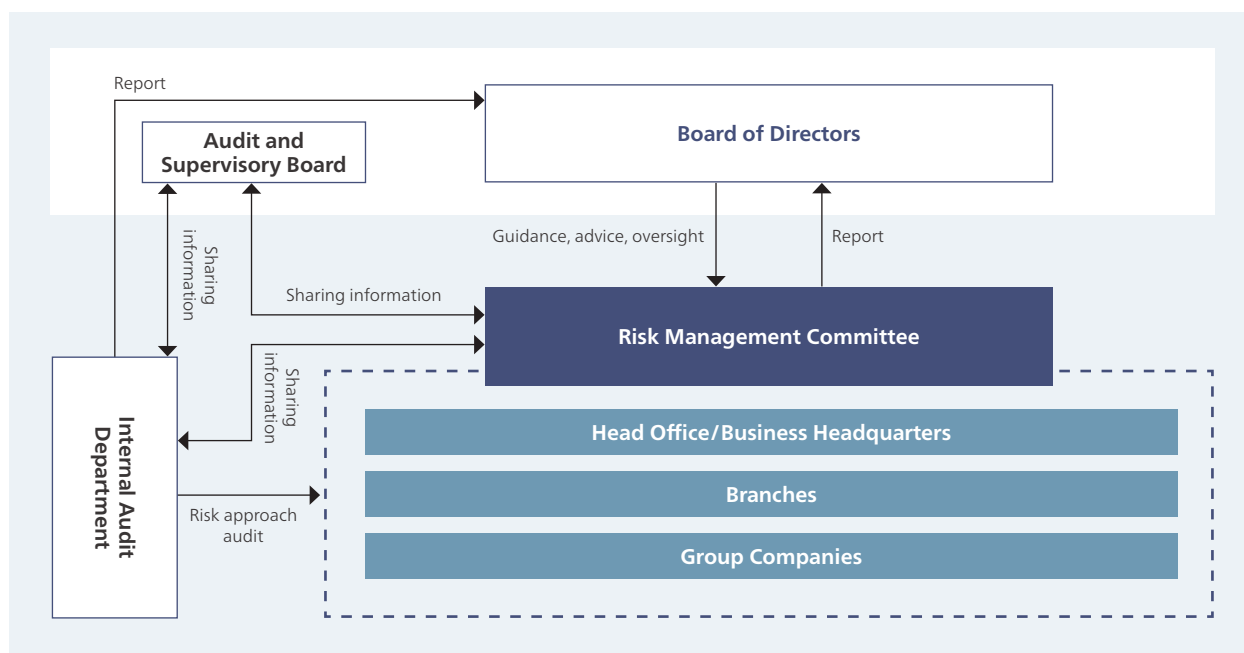 Report
Audit and
Supervisory Board
Board of Directors
Sharing
information
Guidance, advice, oversight
Report
Sharing information
Risk Management Committee
Sharing
information
Internal Audit
Department
Head Office/Business Headquarters
Branches
Risk approach
audit
Group Companies